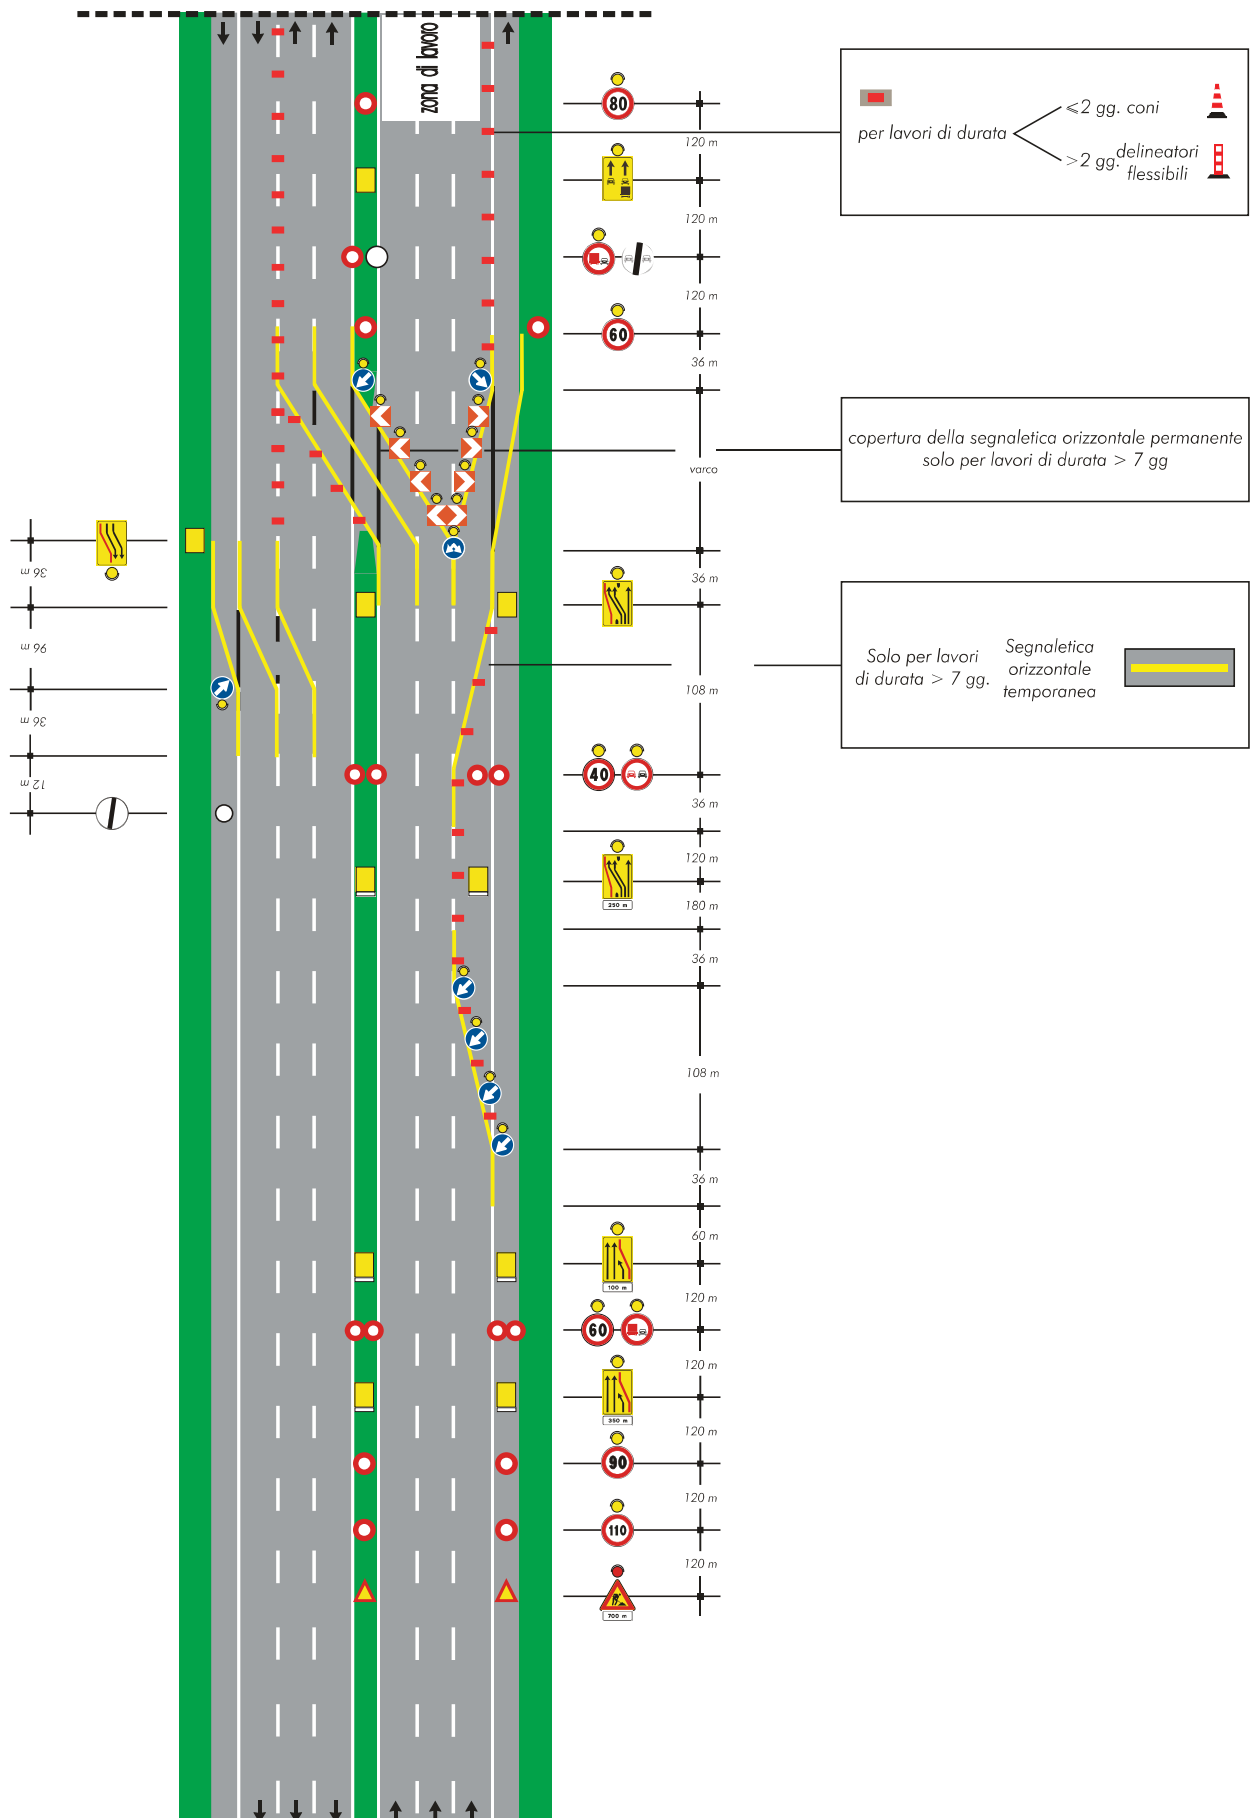 zona di lavoro
80
120 m
120 m
120 m
60
36 m
varco
36 m
108 m
40
36 m
120 m
250 m
180 m
36 m
108 m
36 m
60 m
100 m
120 m
60
120 m
350 m
120 m
90
120 m
110
120 m
700 m
36 m
96 m
36 m
12 m
per lavori di durata
⩽2 gg. coni
>2 gg. delineatori
flessibili
copertura della segnaletica orizzontale permanente
solo per lavori di durata > 7 gg
Solo per lavori
di durata > 7 gg.
Segnaletica
orizzontale
temporanea